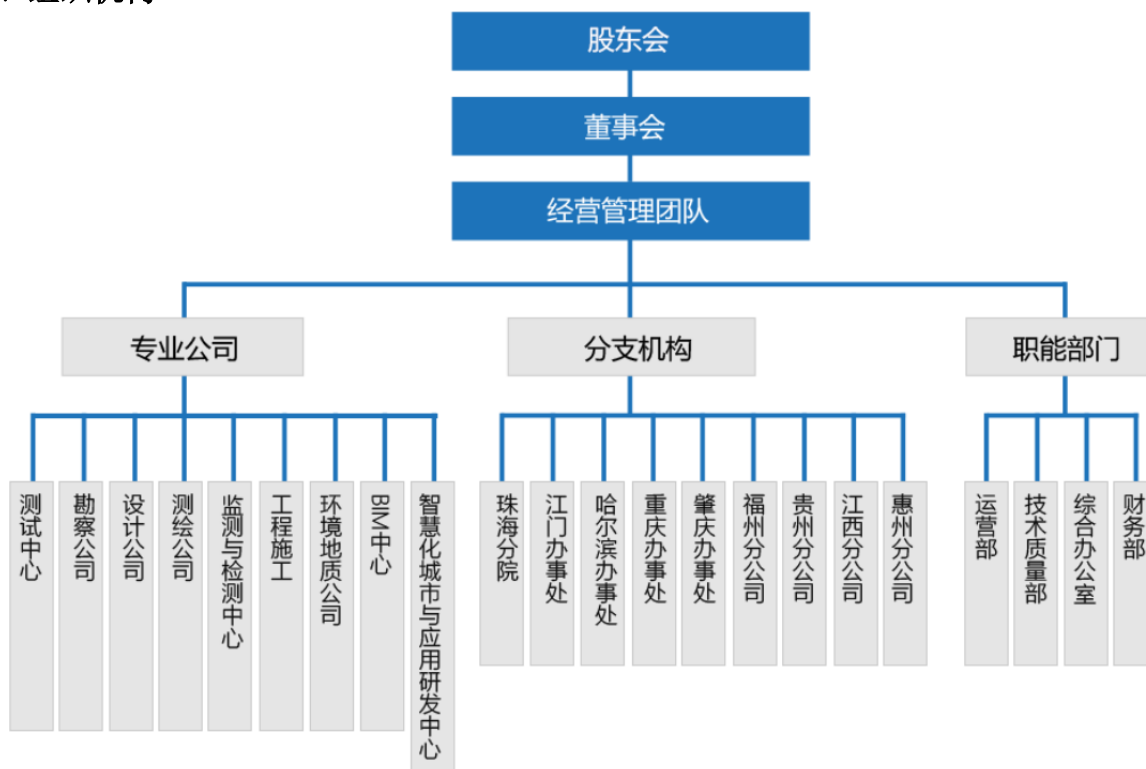 组织机构
股东会
董事会
经营管理团队
专业公司
分支机构
职能部门
测试中心
勘察公司
设计公司
测绘公司
监测与检测中心
工程施工
环境地质公司
BIM中心
智慧化城市与应用研发中心
珠海分院
江门办事处
哈尔滨办事处
重庆办事处
肇庆办事处
福州分公司
贵州分公司
江西分公司
惠州分公司
运营部
技术质量部
综合办公室
财务部